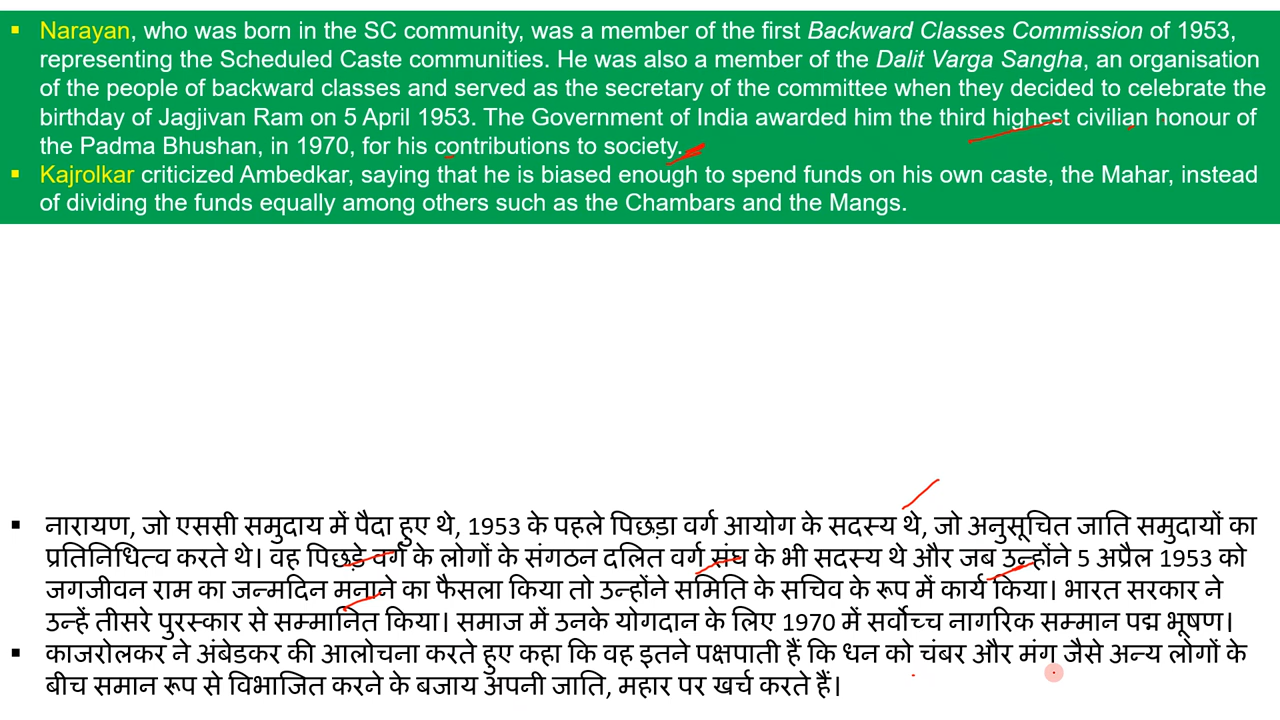 ▪ Narayan, who was born in the SC community, was a member of the first Backward Classes Commission of 1953,
representing the Scheduled Caste communities. He was also a member of the Dalit Varga Sangha, an organisation
of the people of backward classes and served as the secretary of the committee when they decided to celebrate the
birthday of Jagjivan Ram on 5 April 1953. The Government of India awarded him the third highest civilian honour of
the Padma Bhushan, in 1970, for his contributions to society.
▪ Kajrolkar criticized Ambedkar, saying that he is biased enough to spend funds on his own caste, the Mahar, instead
of dividing the funds equally among others such as the Chambars and the Mangs.
▪ नारायण, जो एससी समुदाय में पैदा हुए थे, 1953 के पहले पिछड़ा वर्ग आयोग के सदस्य थे, जो अनुसूचित जाति समुदायों का
प्रतिनिधित्व करते थे। वह पिछड़े वर्ग के लोगों के संगठन दलित वर्ग संघ के भी सदस्य थे और जब उन्होंने 5 अप्रैल 1953 को
जगजीवन राम का जन्मदिन मनाने का फैसला किया तो उन्होंने समिति के सचिव के रूप में कार्य किया। भारत सरकार ने
उन्हें तीसरे पुरस्कार से सम्मानित किया। समाज में उनके योगदान के लिए 1970 में सर्वोच्च नागरिक सम्मान पद्म भूषण।
▪ काजरोलकर ने अंबेडकर की आलोचना करते हुए कहा कि वह इतने पक्षपाती हैं कि धन को चंबर और मंग जैसे अन्य लोगों के
बीच समान रूप से विभाजित करने के बजाय अपनी जाति, महार पर खर्च करते हैं।